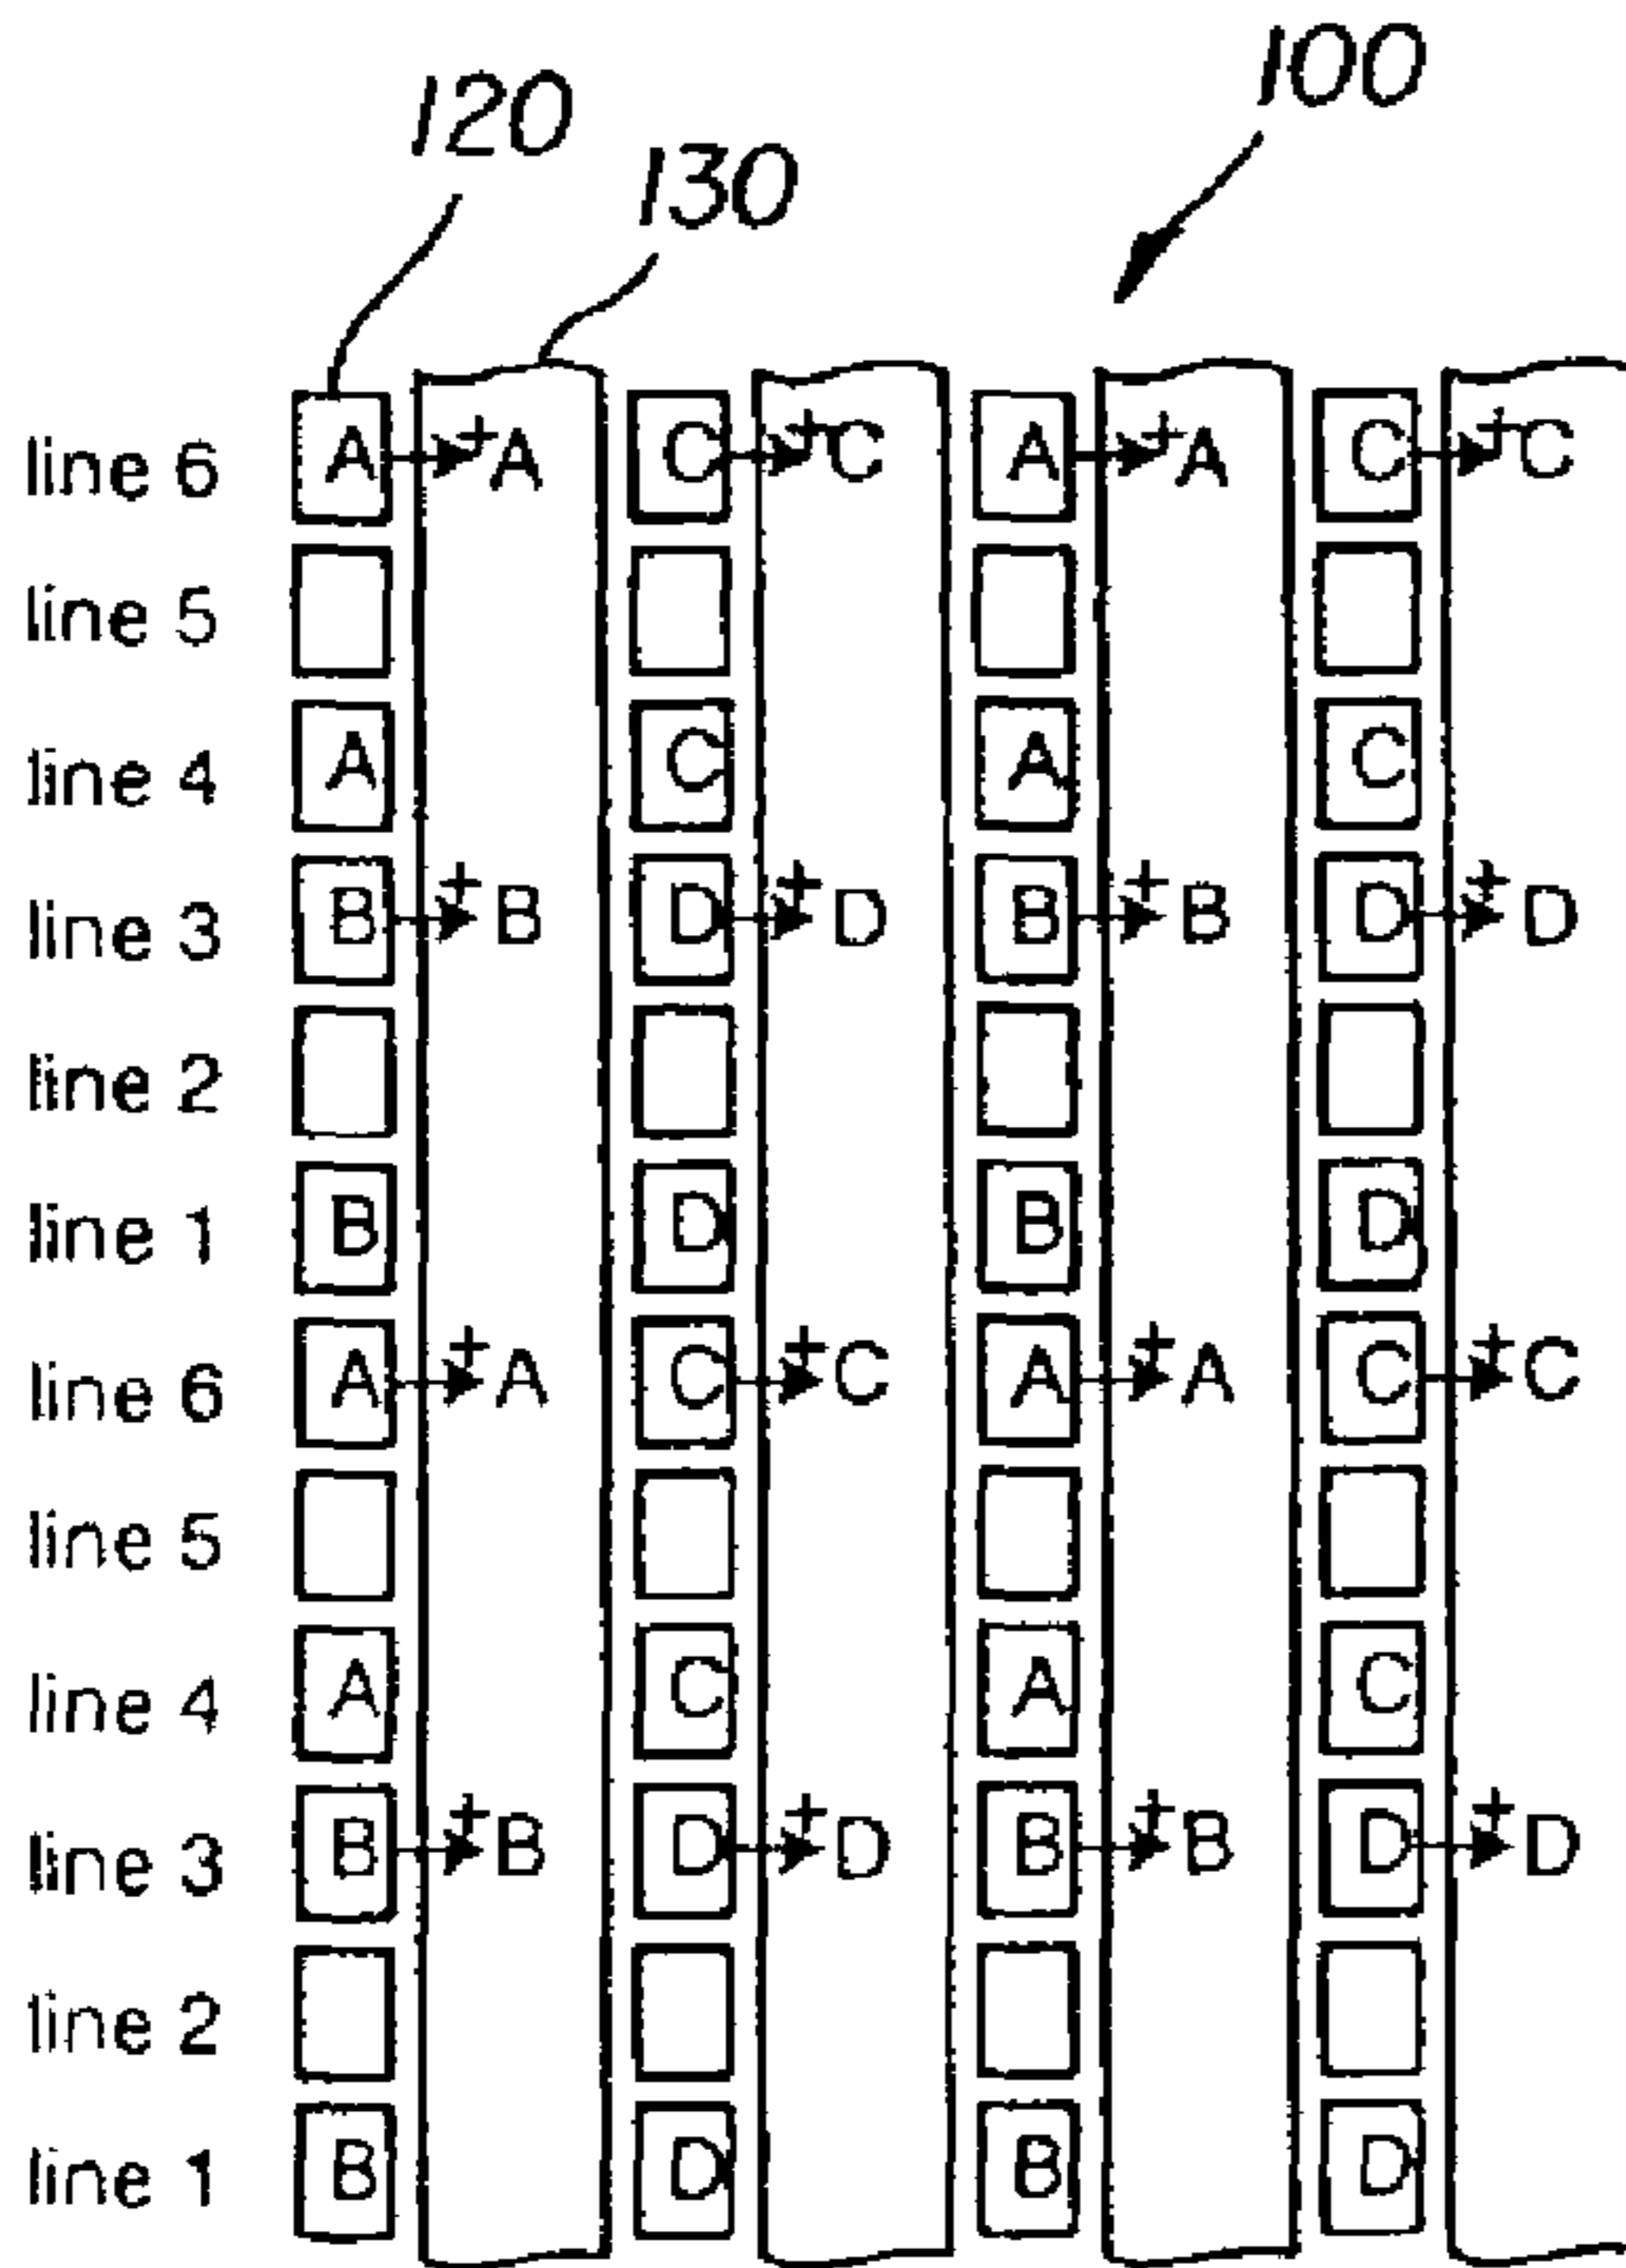 100
120
130
line 6 A +A C +C A +A C +C
line 5
line 4 A C A C
line 3 B +B D +D B +B D +D
line 2
line 1 B D B D
line 6 A +A C +C A +A C +C
line 5
line 4 A C A C
line 3 B +B D +D B +B D +D
line 2
line 1 B D B D